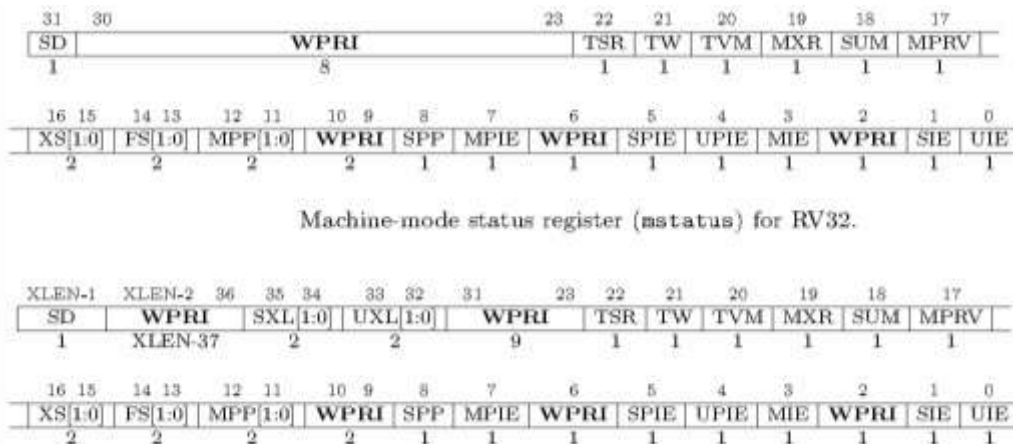 31 30 23 22 21 20 19 18 17
SD WPRI TSR TW TVM MXR SUM MPRV
1 8 1 1 1 1 1 1
16 15 14 13 12 11 10 9 8 7 6 5 4 3 2 1 0
XS[1:0] FS[1:0] MPP[1:0] WPRI SPP MPIE WPRI SPIE UPIE MIE WPRI SIE UIE
2 2 2 2 1 1 1 1 1 1 1 1 1
Machine-mode status register (mstatus) for RV32.
XLEN-1 XLEN-2 36 35 34 33 32 31 23 22 21 20 19 18 17
SD WPRI SXL[1:0] UXL[1:0] WPRI TSR TW TVM MXR SUM MPRV
1 XLEN-37 2 2 9 1 1 1 1 1 1
16 15 14 13 12 11 10 9 8 7 6 5 4 3 2 1 0
XS[1:0] FS[1:0] MPP[1:0] WPRI SPP MPIE WPRI SPIE UPIE MIE WPRI SIE UIE
2 2 2 2 1 1 1 1 1 1 1 1 1